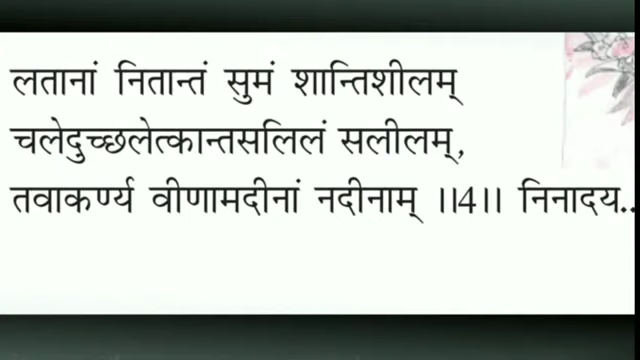 लतानां नितान्तं सुमं शान्तिशीलम्
चलेदुच्छलेत्कान्तसलिलं सलीलम्,
तवाकर्ण्य वीणामदीनां नदीनाम् ।।4।। निनादय..